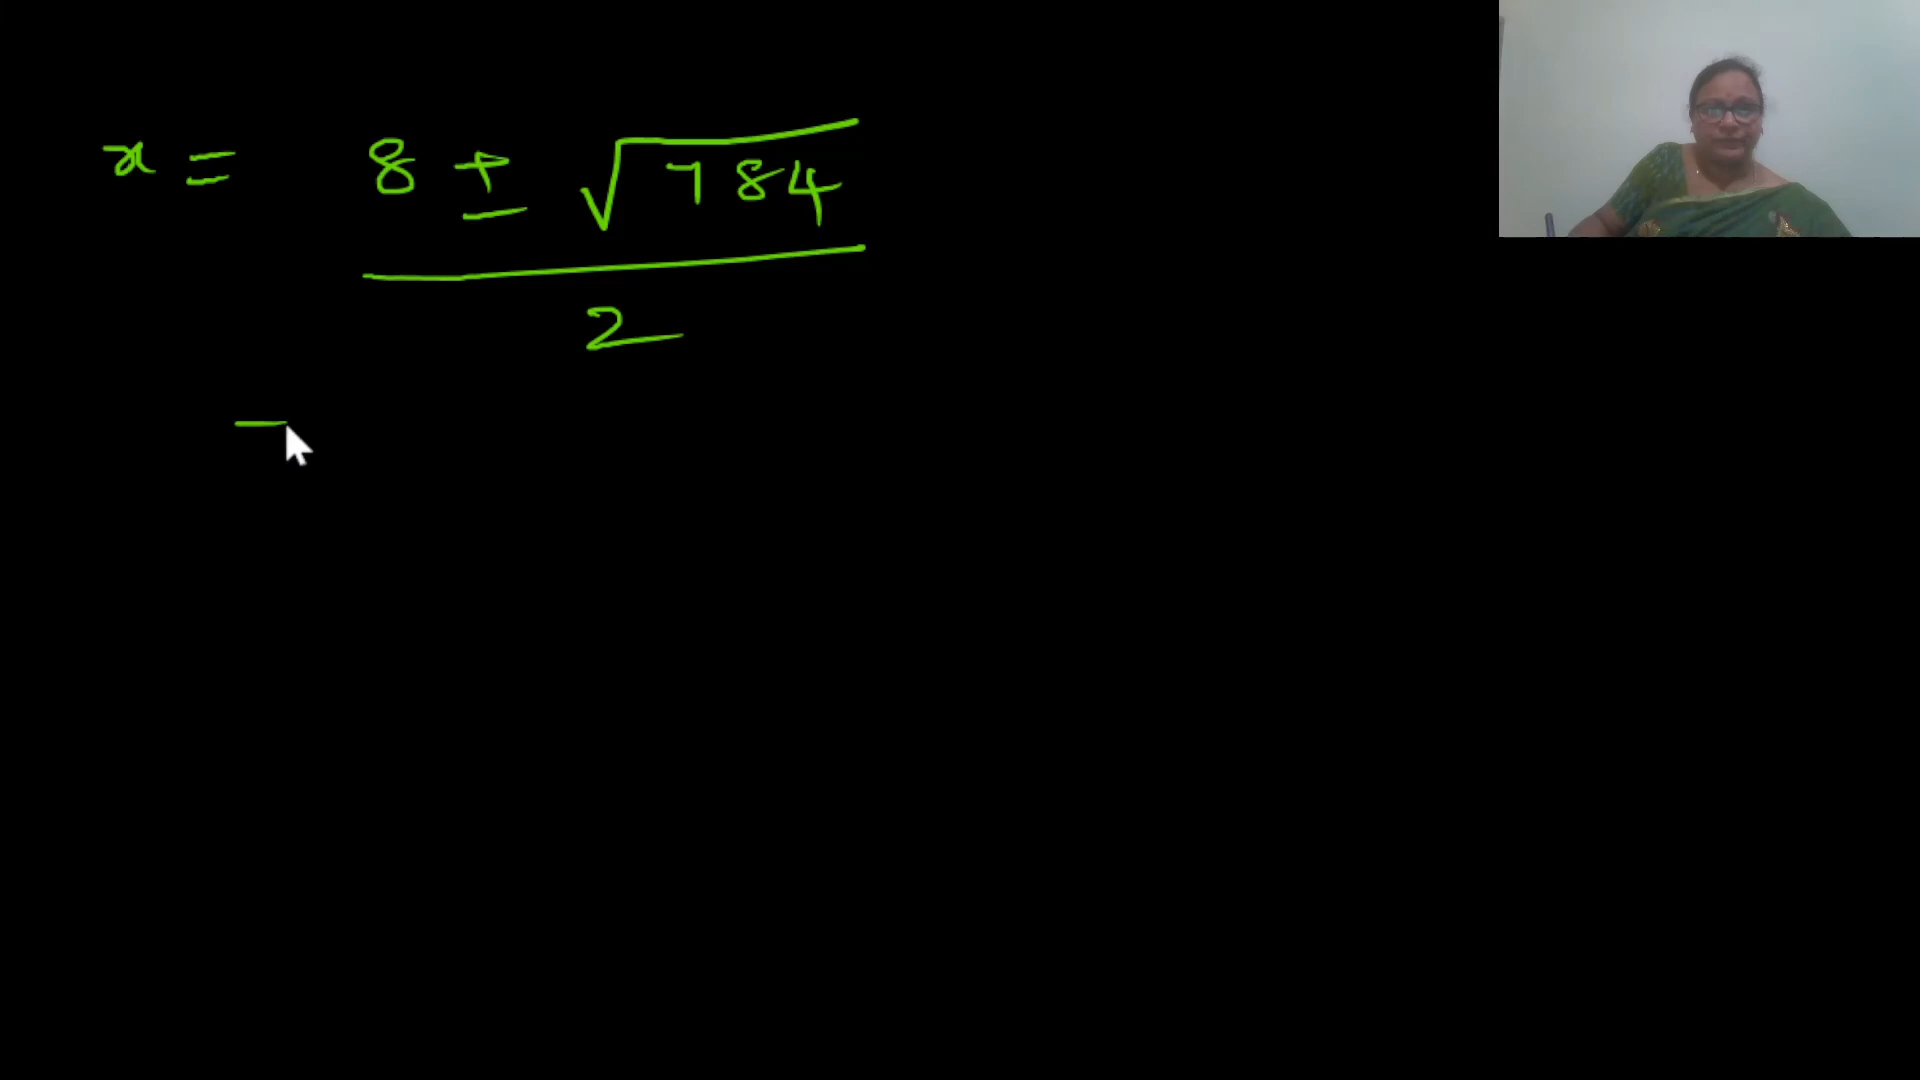 x = 8 ± √784
2